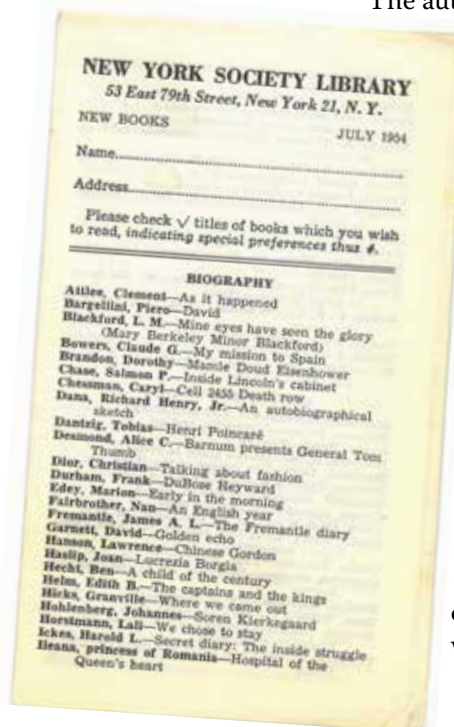 The
NEW YORK SOCIETY LIBRARY
53 East 79th Street, New York 21, N. Y.
NEW BOOKS
JULY 1954
Name
Address
Please check √ titles of books which you wish
to read, indicating special preferences thus #.
BIOGRAPHY
Attlee, Clement—As it happened
Bargellini, Piero—David
Blackford, L. M.—Mine eyes have seen the glory
(Mary Berkeley Minor Blackford)
Bowers, Claude G.—My mission to Spain
Brandon, Dorothy—Mamie Doud Eisenhower
Chase, Salmon P.—Inside Lincoln's cabinet
Chessman, Caryl—Cell 2455 Death row
Dana, Richard Henry, Jr.—An autobiographical
sketch
Dantzig, Tobias—Henri Poincaré
Desmond, Alice C.—Barnum presents General Tom
Thumb
Dior, Christian—Talking about fashion
Durham, Frank—DuBose Heyward
Edey, Marion—Early in the morning
Fairbrother, Nan—An English year
Fremantle, James A. L.—The Fremantle diary
Garnett, David—Golden echo
Hanson, Lawrence—Chinese Gordon
Haslip, Joan—Lucrezia Borgia
Hecht, Ben—A child of the century
Helm, Edith B.—The captains and the kings
Hicks, Granville—Where we came out
Hohlenberg, Johannes—Soren Kierkegaard
Horstmann, Lali—We chose to stay
Ickes, Harold L.—Secret diary: The inside struggle
Ileana, princess of Romania—Hospital of the
Queen's heart